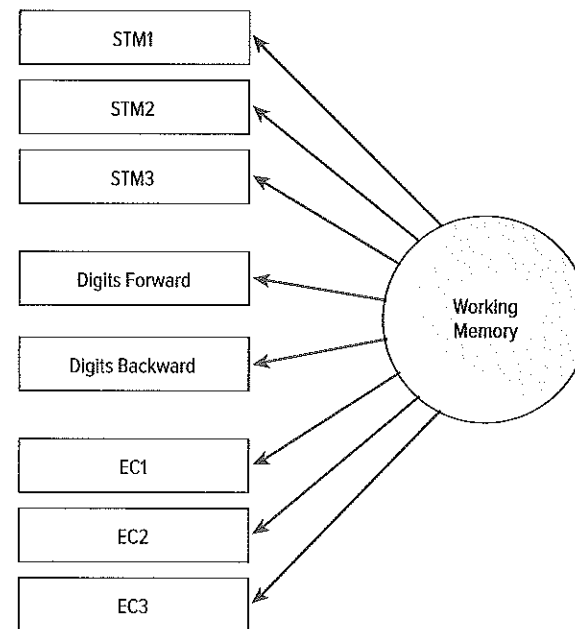 STM1
STM2
STM3
Digits Forward
Digits Backward
EC1
EC2
EC3
Working
Memory